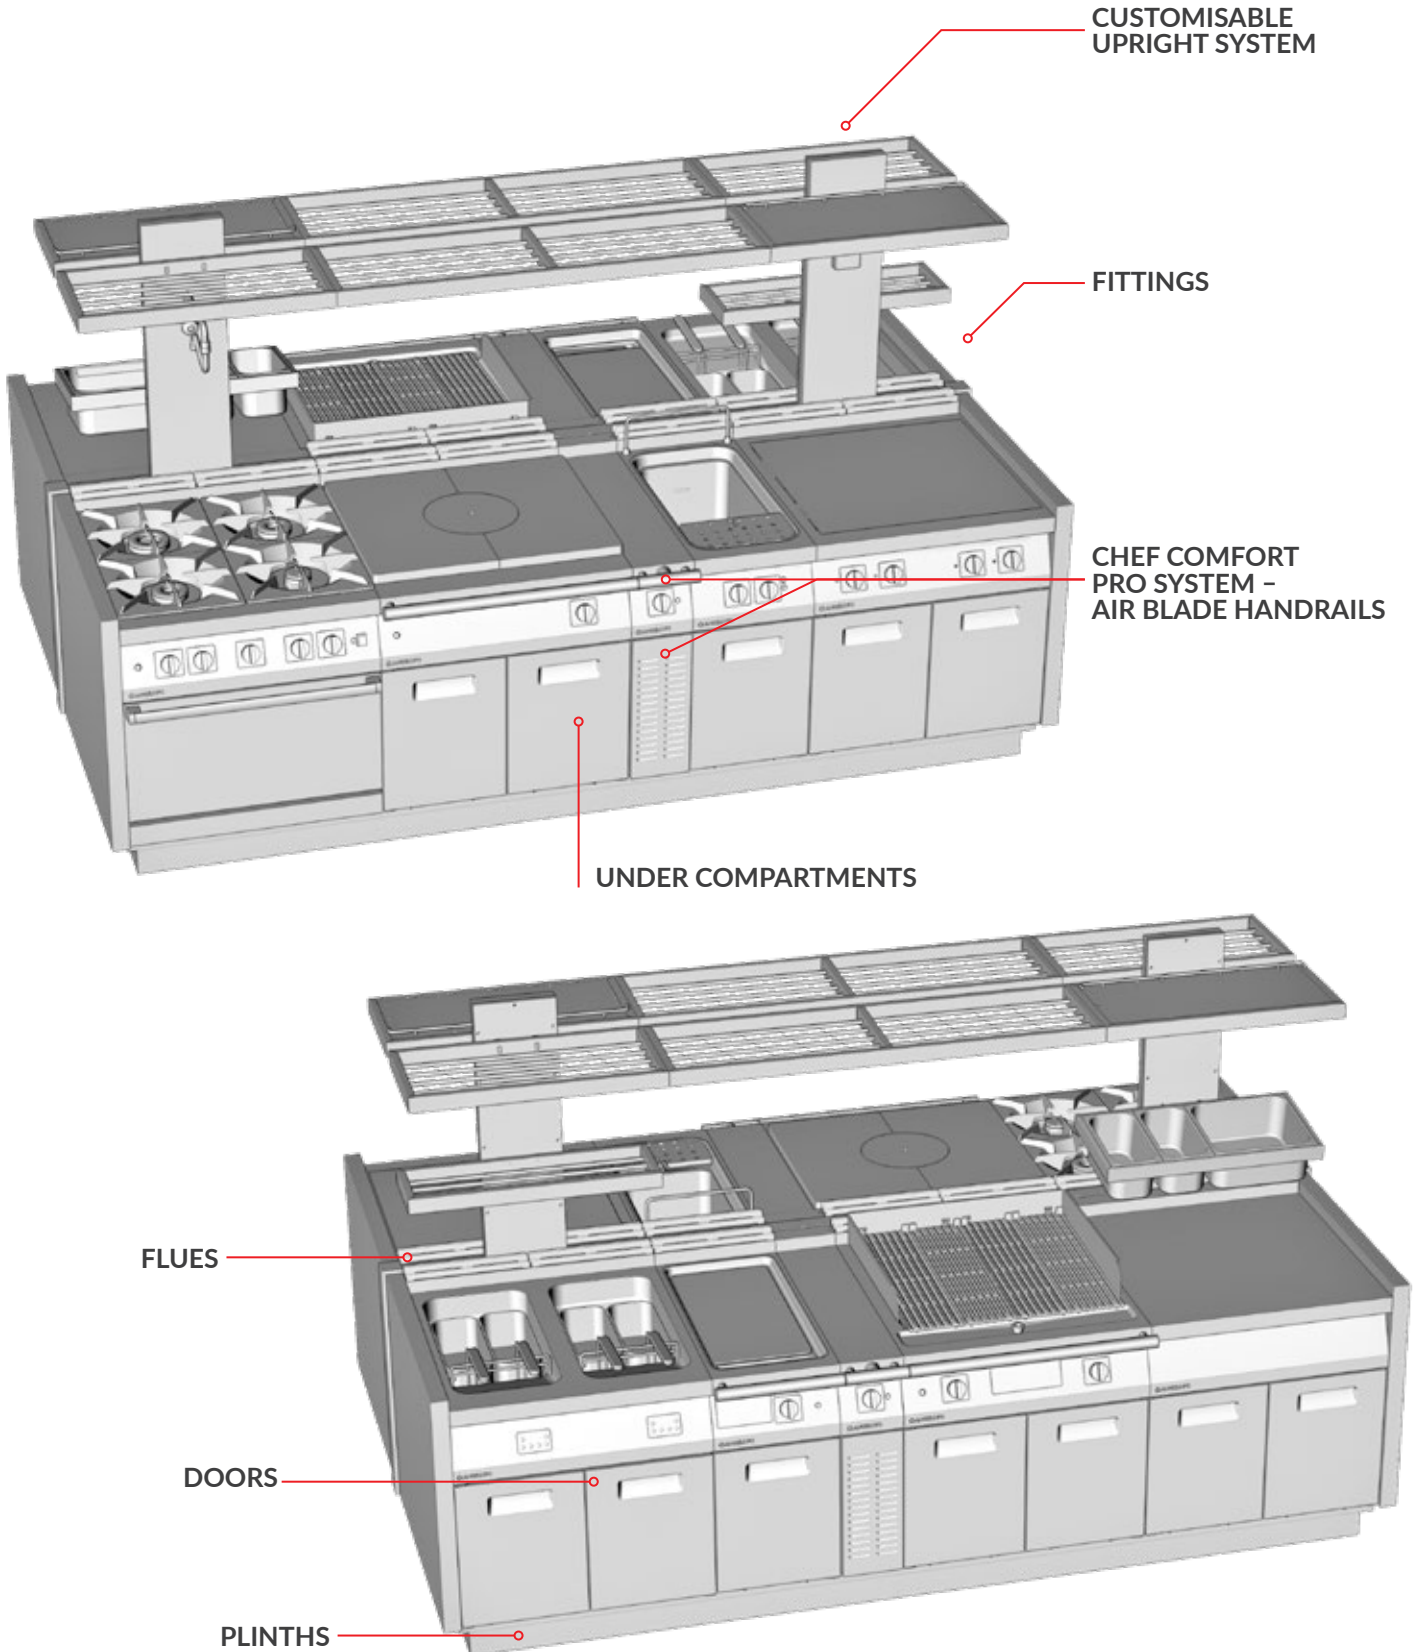 CUSTOMISABLE
UPRIGHT SYSTEM
FITTINGS
CHEF COMFORT
PRO SYSTEM –
AIR BLADE HANDRAILS
UNDER COMPARTMENTS
FLUES
DOORS
PLINTHS